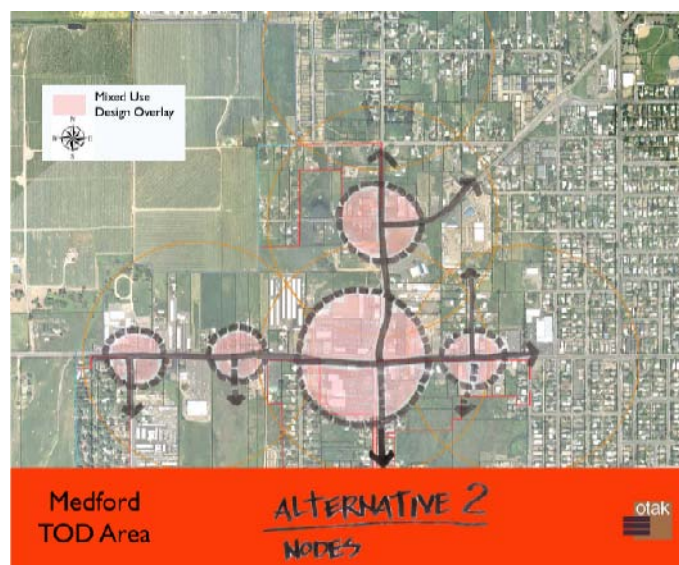 Mixed Use
Design Overlay
N
W E
S
Medford
TOD Area
ALTERNATIVE 2
NODES
otak